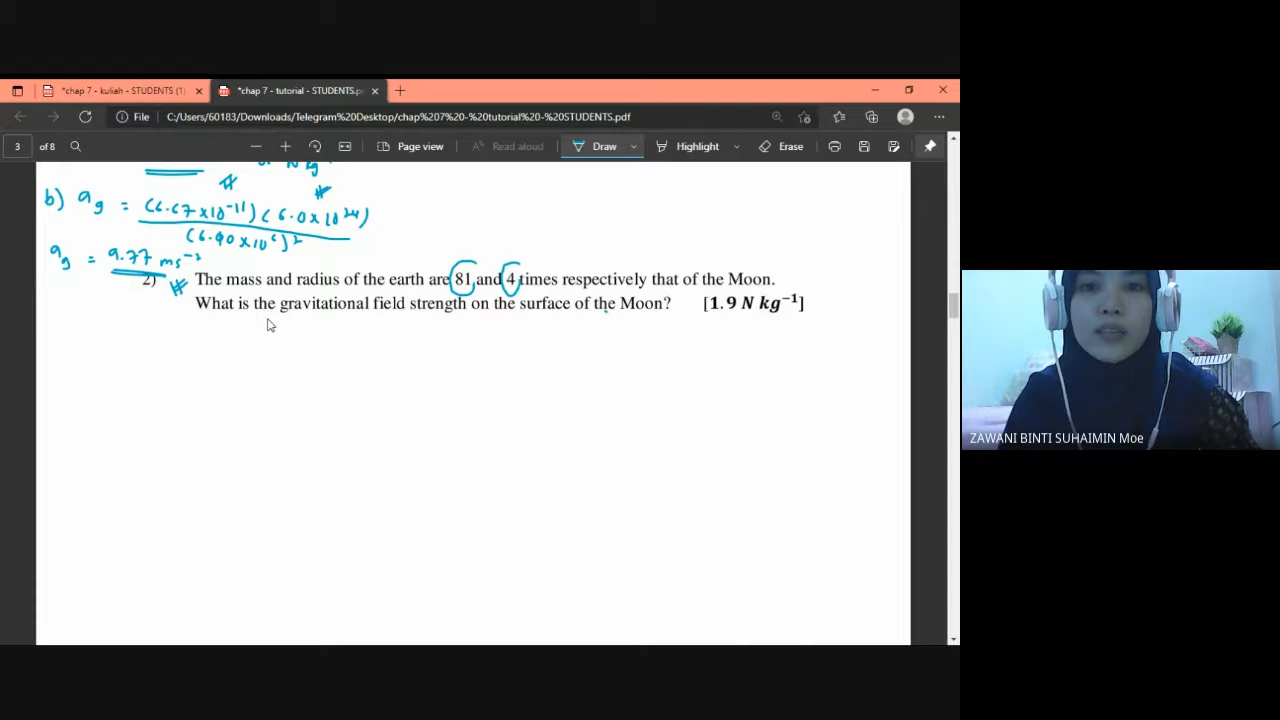 *chap 7 - kuliah - STUDENTS (1)
*chap 7 - tutorial - STUDENTS.p
File C:/Users/60183/Downloads/Telegram%20Desktop/chap%207%20-%20tutorial%20-%20STUDENTS.pdf
3 of 8 Page view Read aloud Draw Highlight Erase
N kg
b) ag = (6.67 x 10⁻¹¹)(6.0 x 10²⁴)
(6.40 x 10⁶)²
ag = 9.77 ms⁻²
2) The mass and radius of the earth are 81 and 4 times respectively that of the Moon.
What is the gravitational field strength on the surface of the Moon? [1.9 N kg⁻¹]
ZAWANI BINTI SUHAIMIN Moe